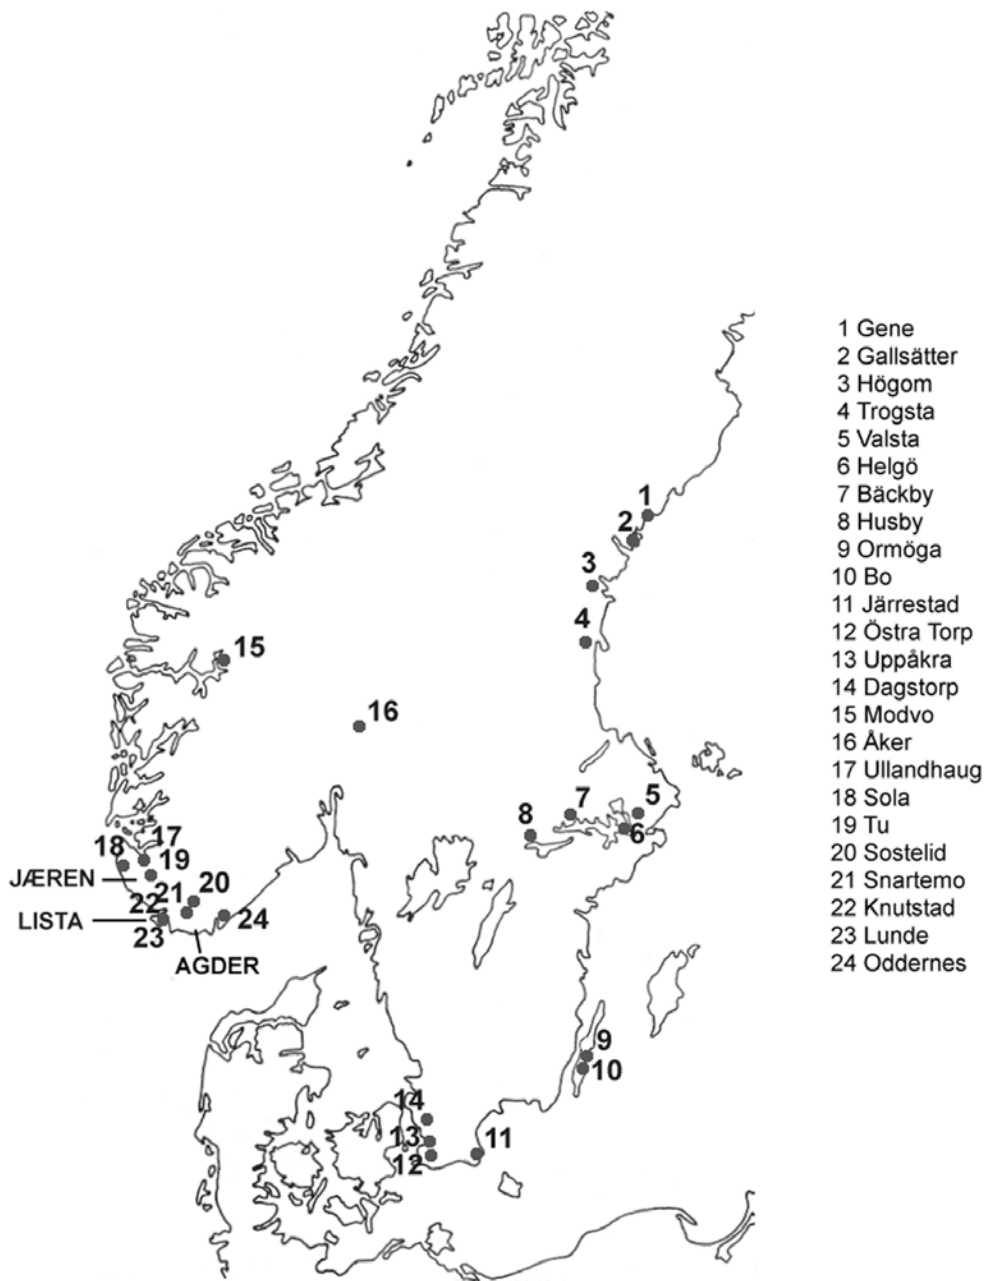 1
2
3
4
15
16
5
7
6
8
17
18
19
JÆREN
21
20
22
LISTA
23
24
AGDER
9
10
14
13
11
12
1 Gene
2 Gallsätter
3 Högom
4 Trogsta
5 Valsta
6 Helgö
7 Bäckby
8 Husby
9 Ormöga
10 Bo
11 Järrestad
12 Östra Torp
13 Uppåkra
14 Dagstorp
15 Modvo
16 Åker
17 Ullandhaug
18 Sola
19 Tu
20 Sostelid
21 Snartemo
22 Knutstad
23 Lunde
24 Oddernes